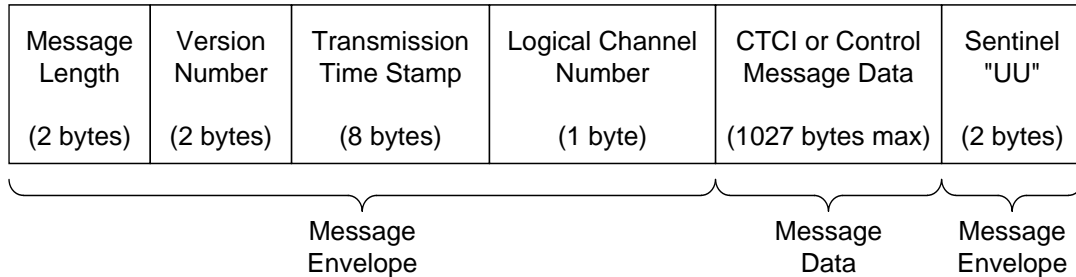 Message Length
(2 bytes)
Version Number
(2 bytes)
Transmission Time Stamp
(8 bytes)
Logical Channel Number
(1 byte)
CTCI or Control Message Data
(1027 bytes max)
Sentinel "UU"
(2 bytes)
Message Envelope
Message Data
Message Envelope